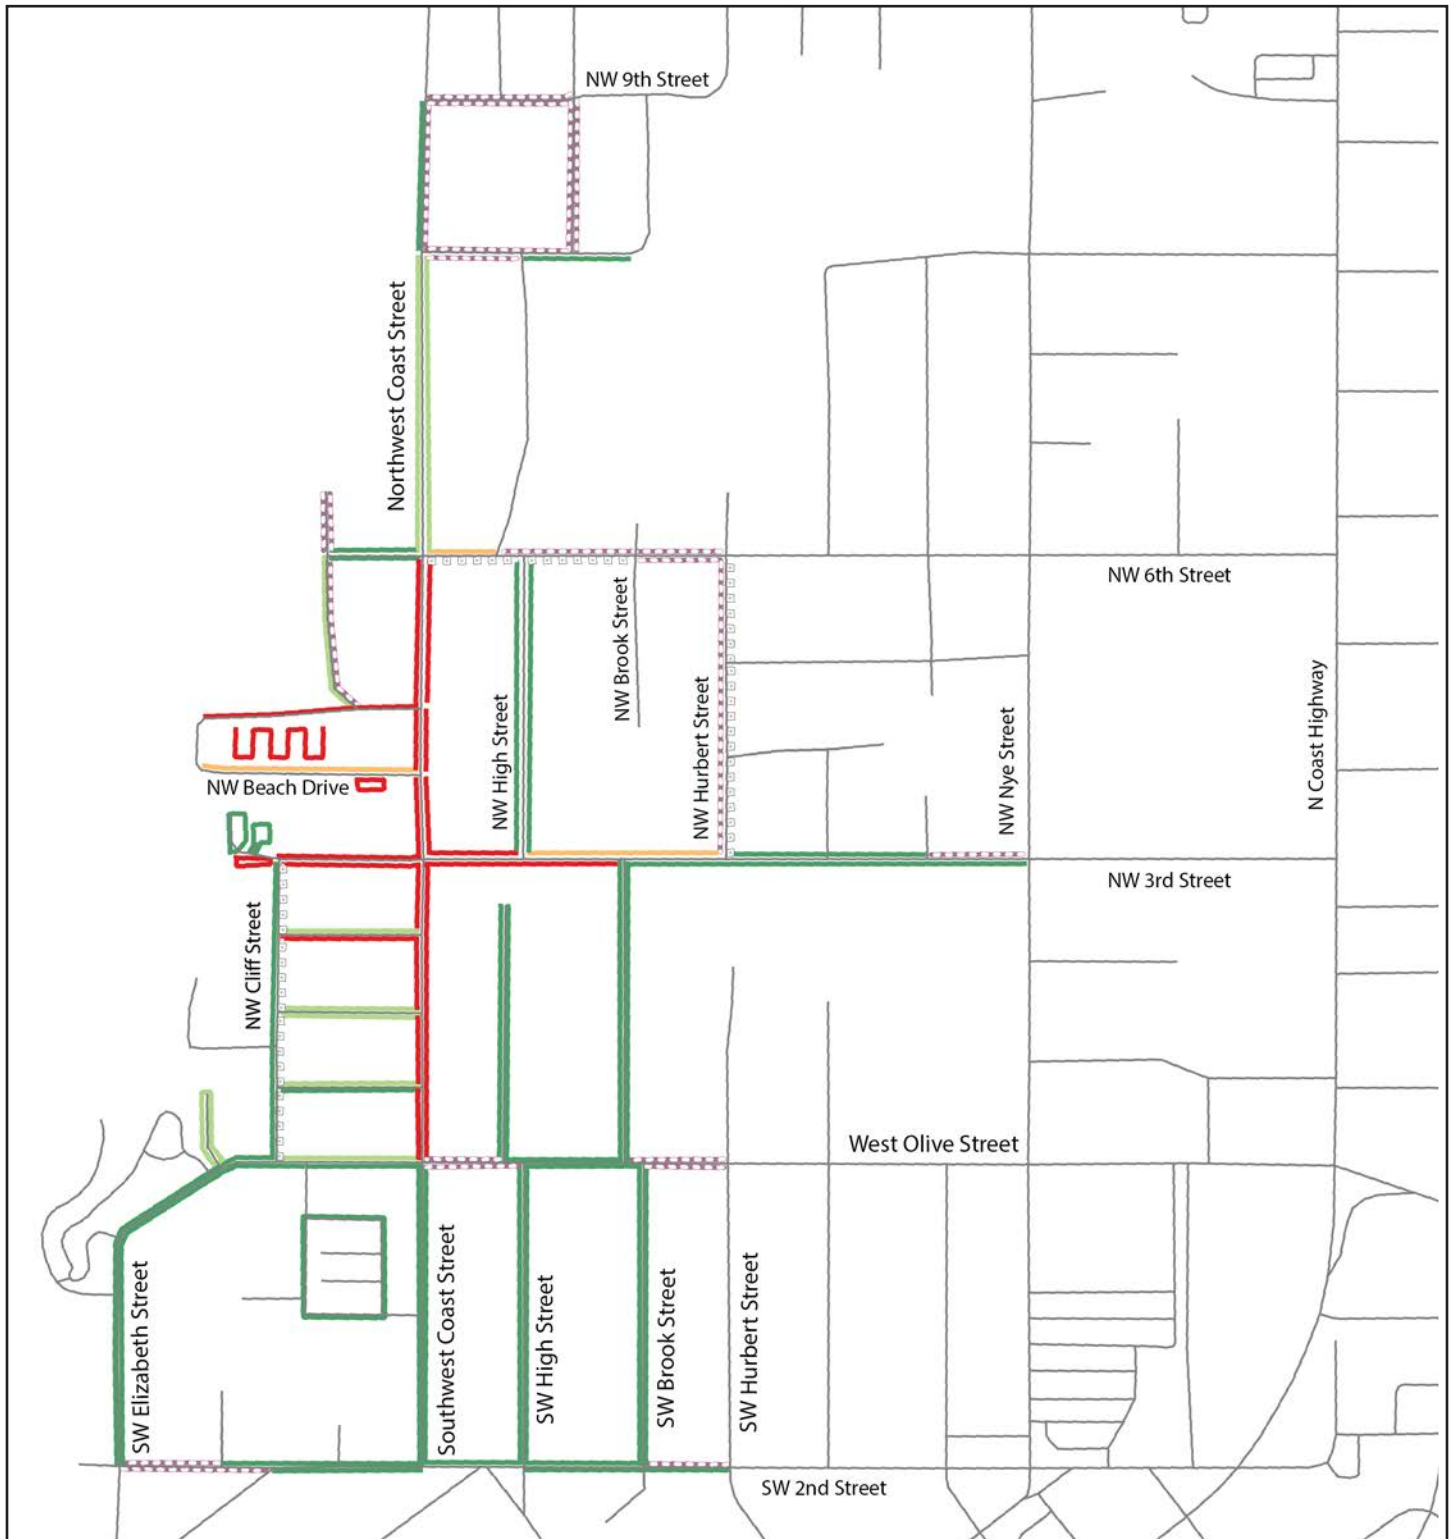 NW 9th Street
Northwest Coast Street
NW 6th Street
NW Brook Street
NW Hurbert Street
NW High Street
NW Nye Street
N Coast Highway
NW Beach Drive
NW 3rd Street
NW Cliff Street
West Olive Street
SW Elizabeth Street
Southwest Coast Street
SW High Street
SW Brook Street
SW Hurbert Street
SW 2nd Street